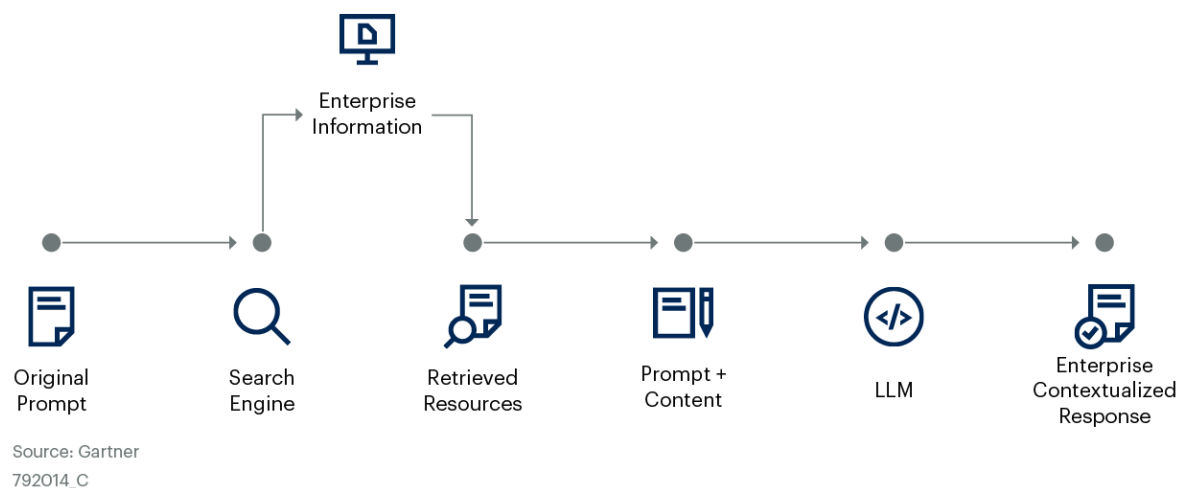 Enterprise
Information
Original
Prompt
Search
Engine
Retrieved
Resources
Prompt +
Content
LLM
Enterprise
Contextualized
Response
Source: Gartner
792014_C